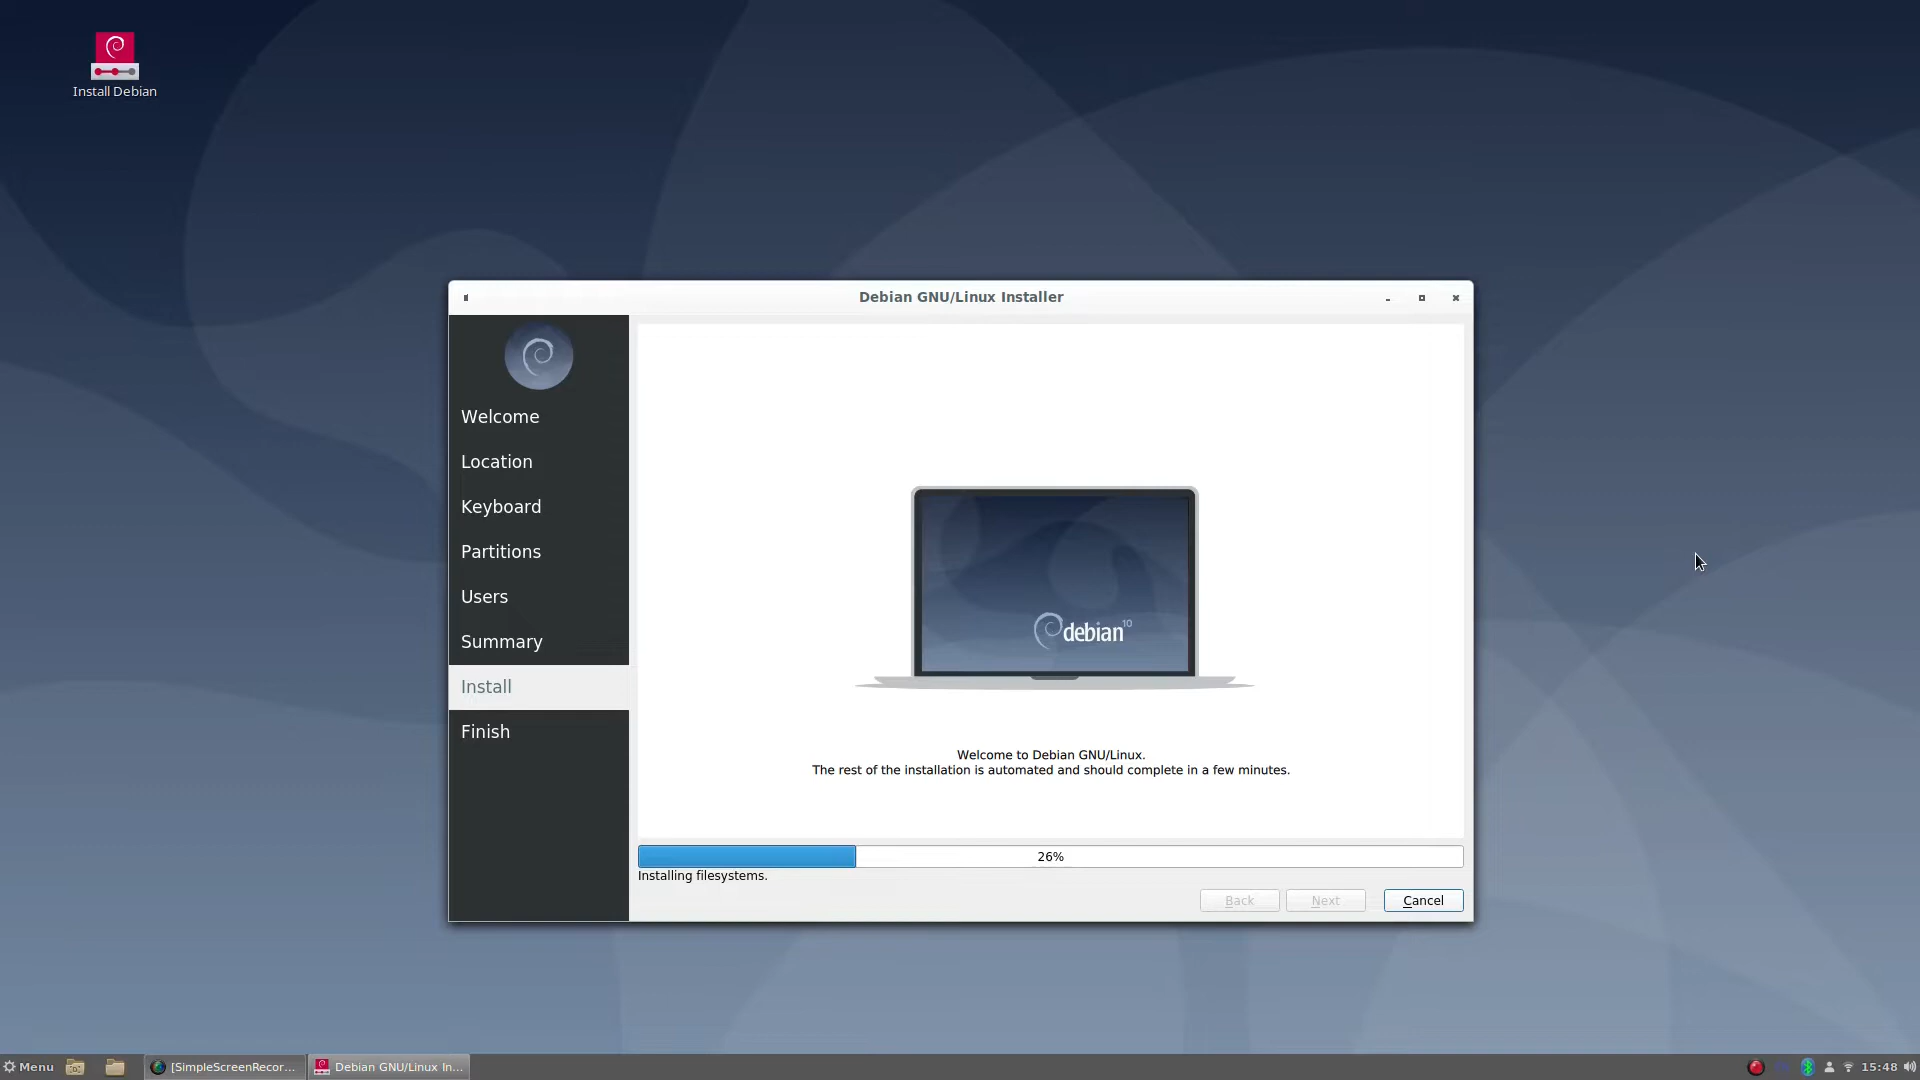 Install Debian
Debian GNU/Linux Installer
Welcome
Location
Keyboard
Partitions
Users
Summary
Install
Finish
debian 10
Welcome to Debian GNU/Linux.
The rest of the installation is automated and should complete in a few minutes.
26%
Installing filesystems.
Back
Next
Cancel
Menu
[SimpleScreenRecor...
Debian GNU/Linux In...
15:48